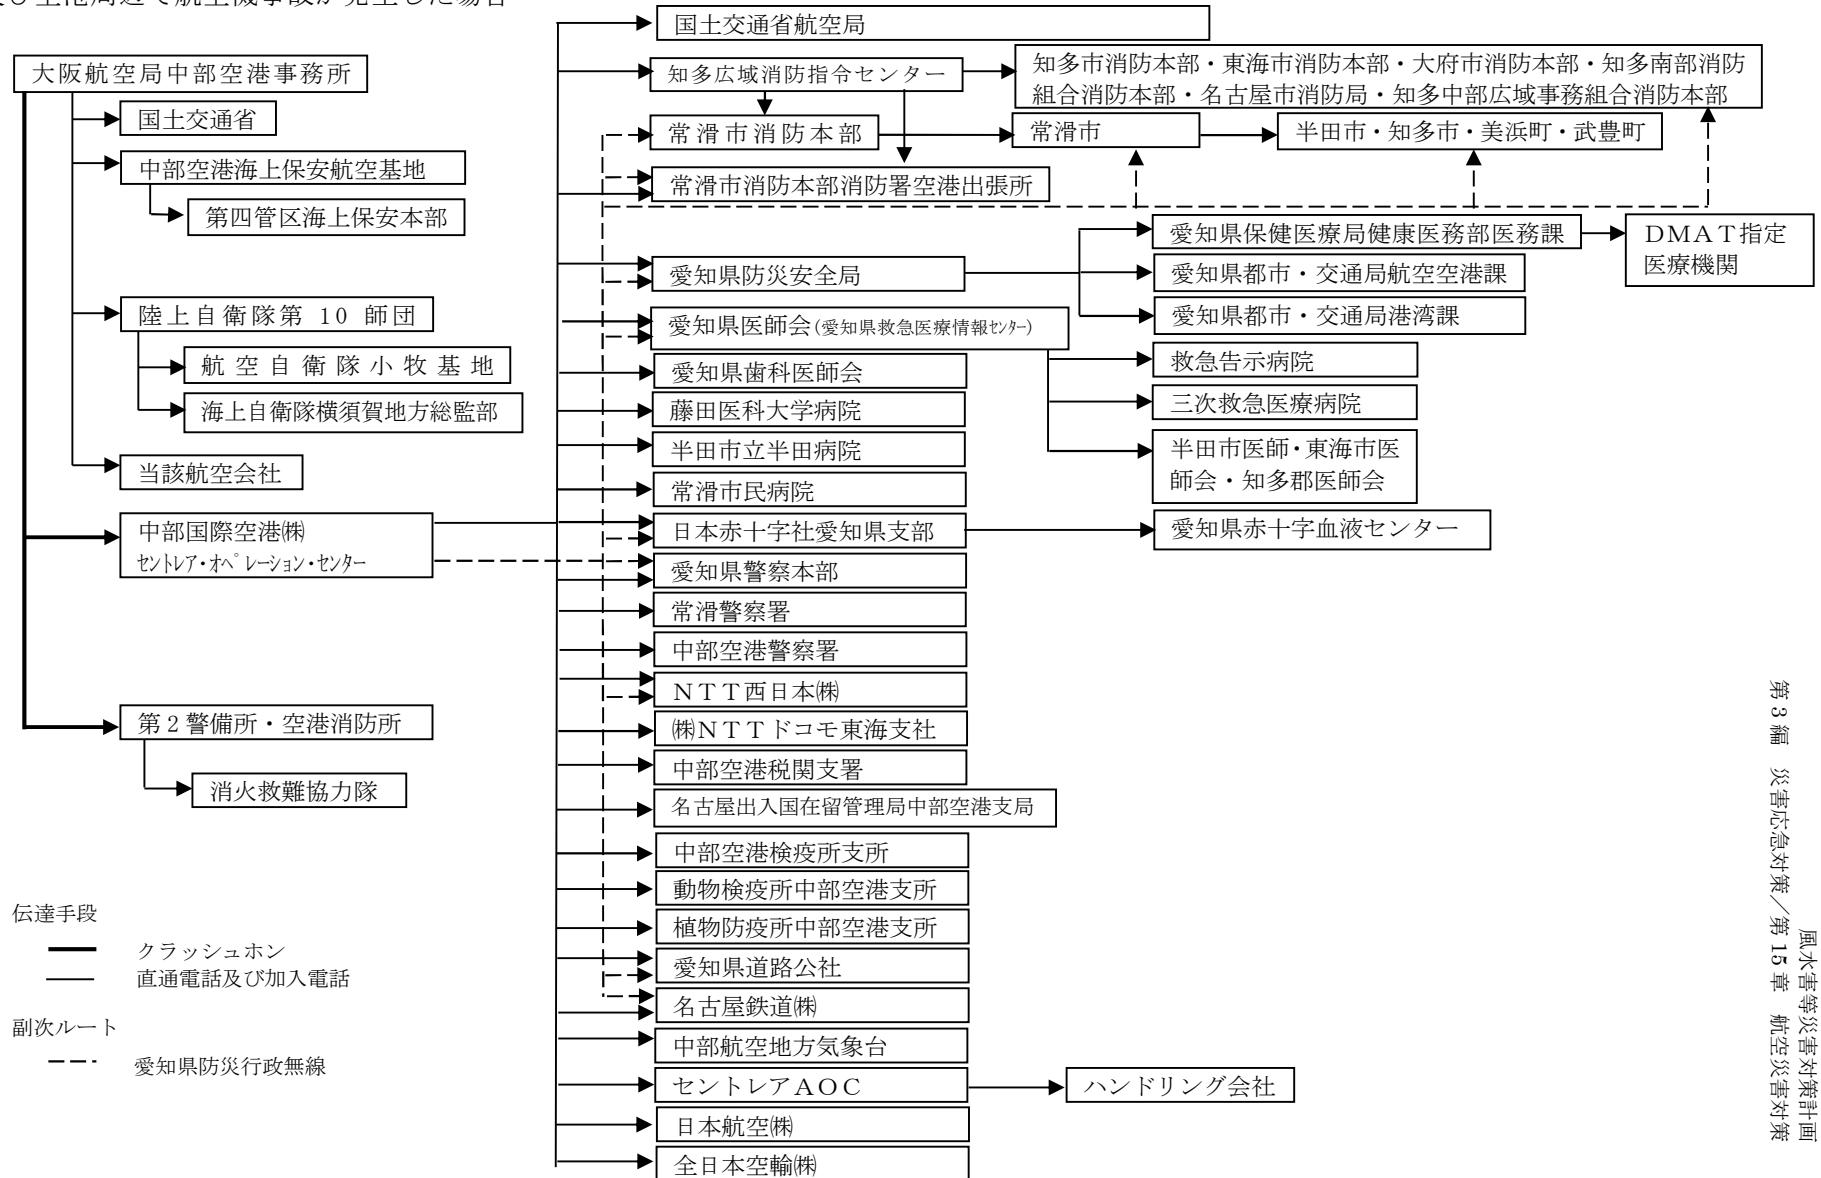 び空港周辺で航空機事故が発生した場合
大阪航空局中部空港事務所
国土交通省
中部空港海上保安航空基地
第四管区海上保安本部
陸上自衛隊第 10 師団
航空自衛隊小牧基地
海上自衛隊横須賀地方総監部
当該航空会社
中部国際空港㈱
セントレア・オペレーション・センター
第2警備所・空港消防所
消火救難協力隊
伝達手段
クラッシュホン
直通電話及び加入電話
副次ルート
愛知県防災行政無線
国土交通省航空局
知多広域消防指令センター
知多市消防本部・東海市消防本部・大府市消防本部・知多南部消防
組合消防本部・名古屋市消防局・知多中部広域事務組合消防本部
常滑市消防本部
常滑市
半田市・知多市・美浜町・武豊町
常滑市消防本部消防署空港出張所
愛知県防災安全局
愛知県保健医療局健康医務部医務課
DMAT指定
医療機関
愛知県都市・交通局航空空港課
愛知県都市・交通局港湾課
愛知県医師会(愛知県救急医療情報センター)
救急告示病院
三次救急医療病院
半田市医師・東海市医
師会・知多郡医師会
愛知県歯科医師会
藤田医科大学病院
半田市立半田病院
常滑市民病院
日本赤十字社愛知県支部
愛知県赤十字血液センター
愛知県警察本部
常滑警察署
中部空港警察署
NTT西日本㈱
㈱NTTドコモ東海支社
中部空港税関支署
名古屋出入国在留管理局中部空港支局
中部空港検疫所支所
動物検疫所中部空港支所
植物防疫所中部空港支所
愛知県道路公社
名古屋鉄道㈱
中部航空地方気象台
セントレアAOC
ハンドリング会社
日本航空㈱
全日本空輸㈱
風水害等災害対策計画
第3編 災害応急対策／第15章 航空災害対策